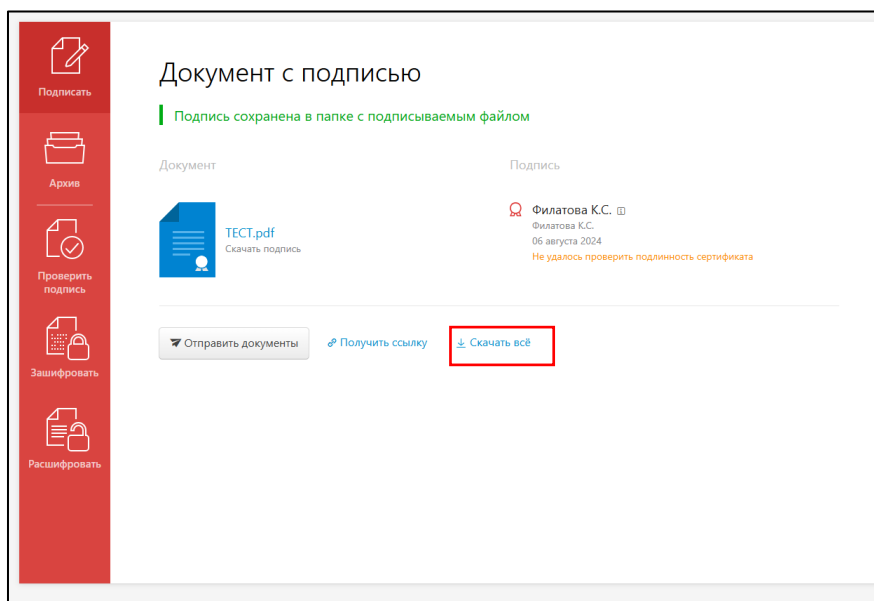 Подписать
Архив
Проверить
подпись
Зашифровать
Расшифровать
Документ с подписью
Подпись сохранена в папке с подписываемым файлом
Документ
Подпись
ТЕСТ.pdf
Скачать подпись
Филатова К.С.
Филатова К.С.
06 августа 2024
Не удалось проверить подлинность сертификата
Отправить документы
Получить ссылку
Скачать всё